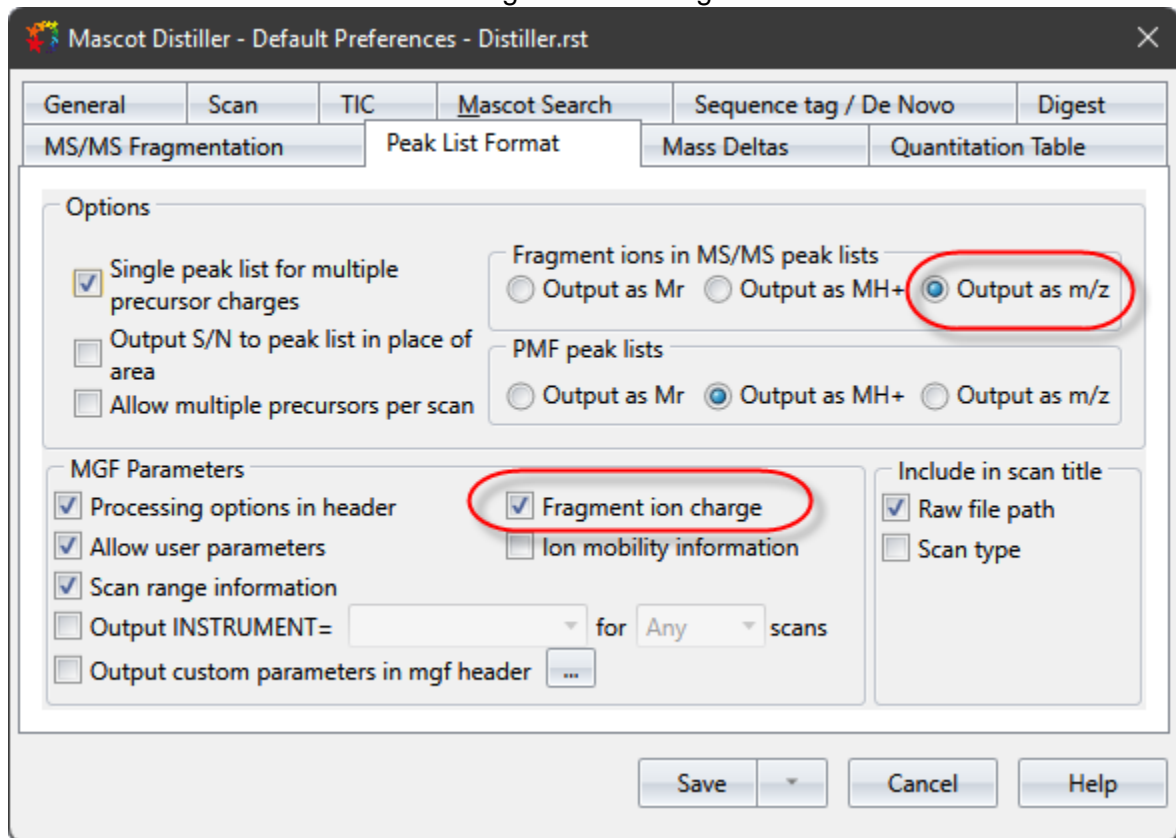 Mascot Distiller - Default Preferences - Distiller.rst
General Scan TIC Mascot Search Sequence tag / De Novo Digest
MS/MS Fragmentation Peak List Format Mass Deltas Quantitation Table
Options
Single peak list for multiple
precursor charges
Output S/N to peak list in place of
area
Allow multiple precursors per scan
Fragment ions in MS/MS peak lists
Output as Mr Output as MH+ Output as m/z
PMF peak lists
Output as Mr Output as MH+ Output as m/z
MGF Parameters
Processing options in header Fragment ion charge
Allow user parameters Ion mobility information
Scan range information
Output INSTRUMENT= for Any scans
Output custom parameters in mgf header ...
Include in scan title
Raw file path
Scan type
Save Cancel Help